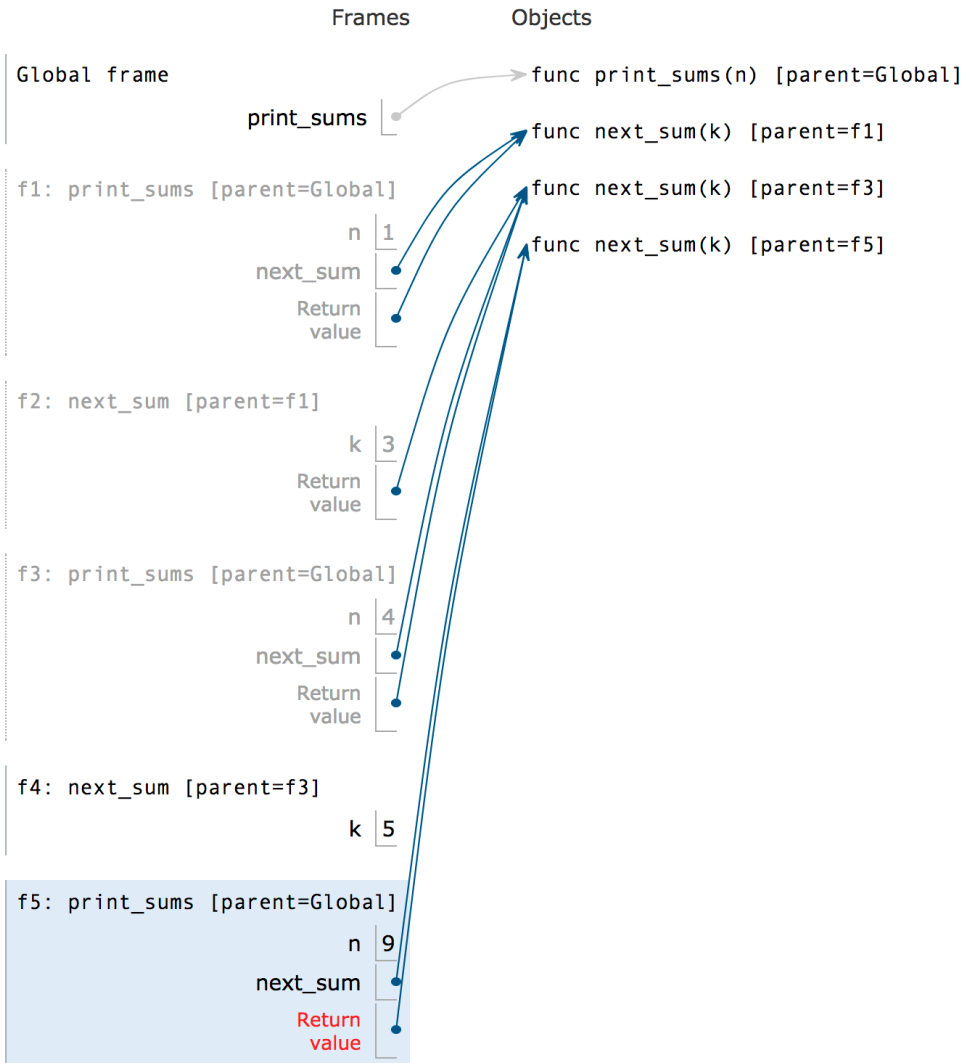 Frames Objects
Global frame
func print_sums(n) [parent=Global]
print_sums
func next_sum(k) [parent=f1]
f1: print_sums [parent=Global]
func next_sum(k) [parent=f3]
n 1
func next_sum(k) [parent=f5]
next_sum
Return
value
f2: next_sum [parent=f1]
k 3
Return
value
f3: print_sums [parent=Global]
n 4
next_sum
Return
value
f4: next_sum [parent=f3]
k 5
f5: print_sums [parent=Global]
n 9
next_sum
Return
value